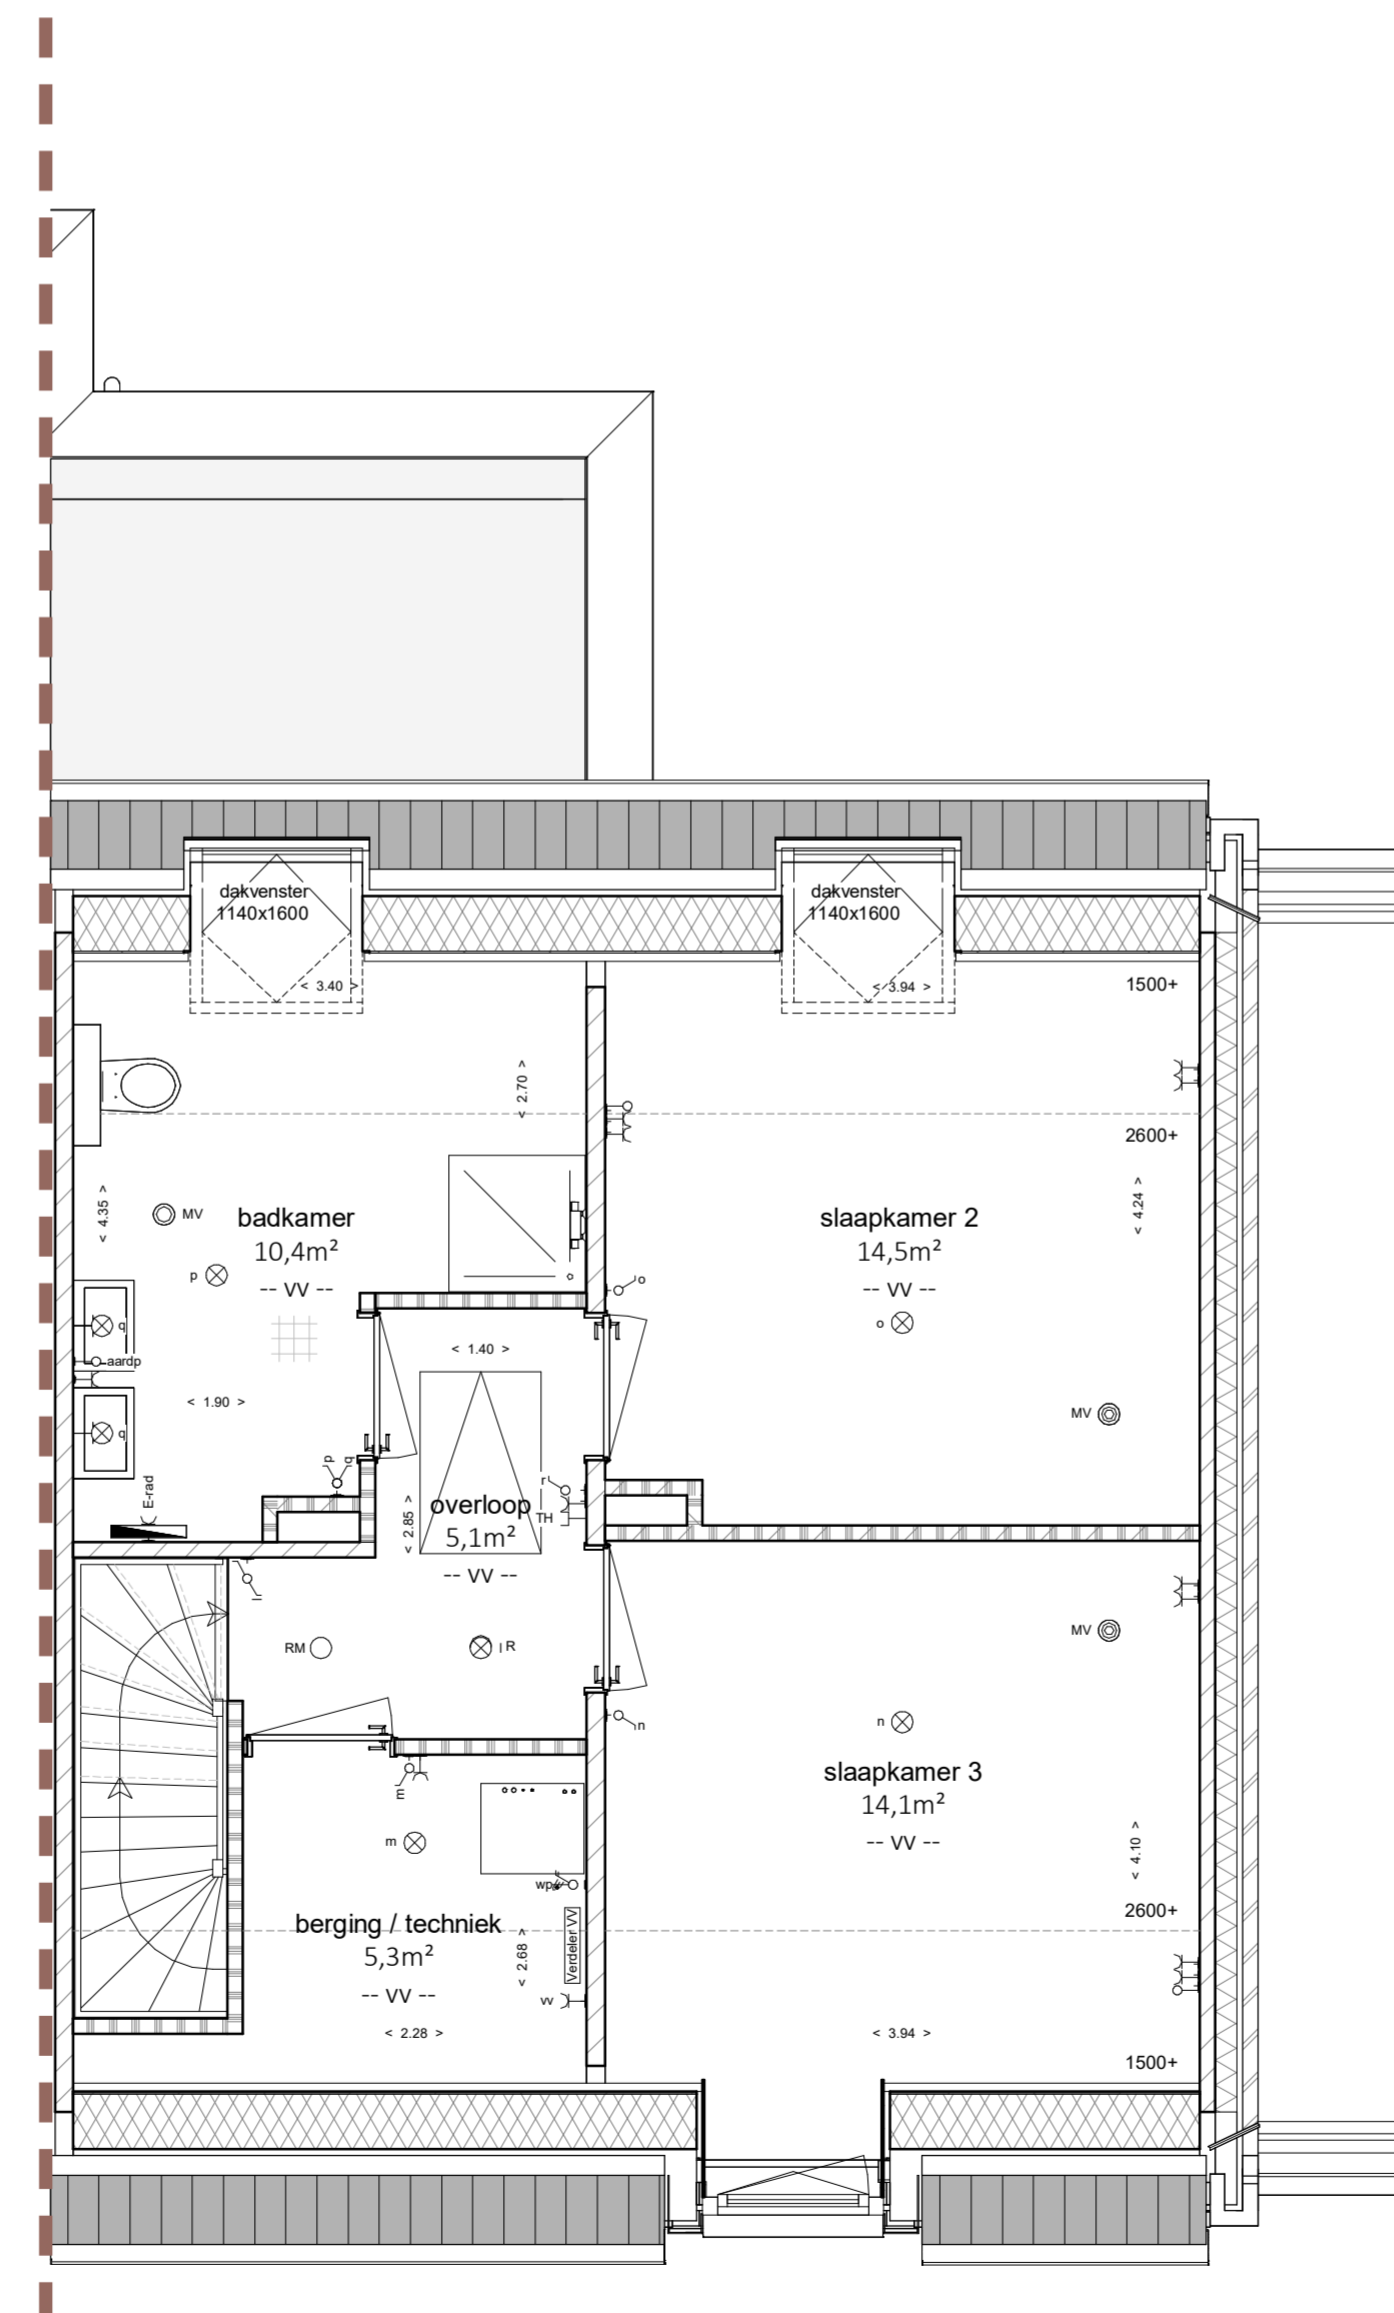 dakvenster
1140x1600
dakvenster
1140x1600
< 3.40 >
< 3.94 >
1500+
< 2.70 >
2600+
< 4.35 >
MV
badkamer
10,4m²
-- VV --
p
slaapkamer 2
14,5m²
-- VV --
< 4.24 >
o
o
q
aardp
q
< 1.40 >
< 1.90 >
MV
p
q
E-rad
r
TH
overloop
5,1m²
-- VV --
< 2.85 >
l
RM
l R
MV
n
n
slaapkamer 3
14,1m²
-- VV --
m
m
< 4.10 >
wp
berging / techniek
5,3m²
-- VV --
< 2.68 >
Verdeler VV
vv
2600+
< 2.28 >
< 3.94 >
1500+